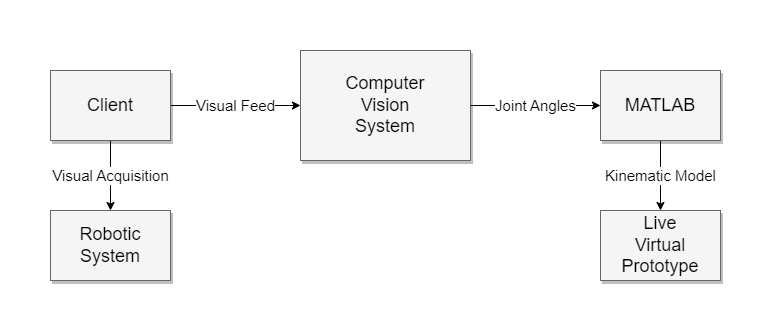 Client
Visual Feed
Computer
Vision
System
Joint Angles
MATLAB
Visual Acquisition
Kinematic Model
Robotic
System
Live
Virtual
Prototype